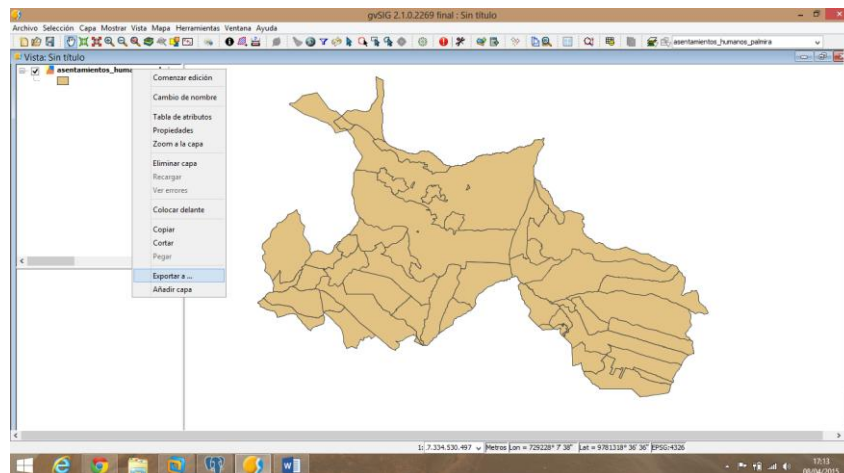 gvSIG 2.1.0.2269 final : Sin título
Archivo Selección Capa Mostrar Vista Mapa Herramientas Ventana Ayuda
asentamientos_humanos_palmira
Vista: Sin título
asentamientos_huma
Comenzar edición
Cambio de nombre
Tabla de atributos
Propiedades
Zoom a la capa
Eliminar capa
Recargar
Ver errores
Colocar delante
Copiar
Cortar
Pegar
Exportar a ...
Añadir capa
1: 7.334.530.497 Metros Lon = 729228° 7' 38" Lat = 9781318° 36' 36" EPSG:4326
17:13
08/04/2015